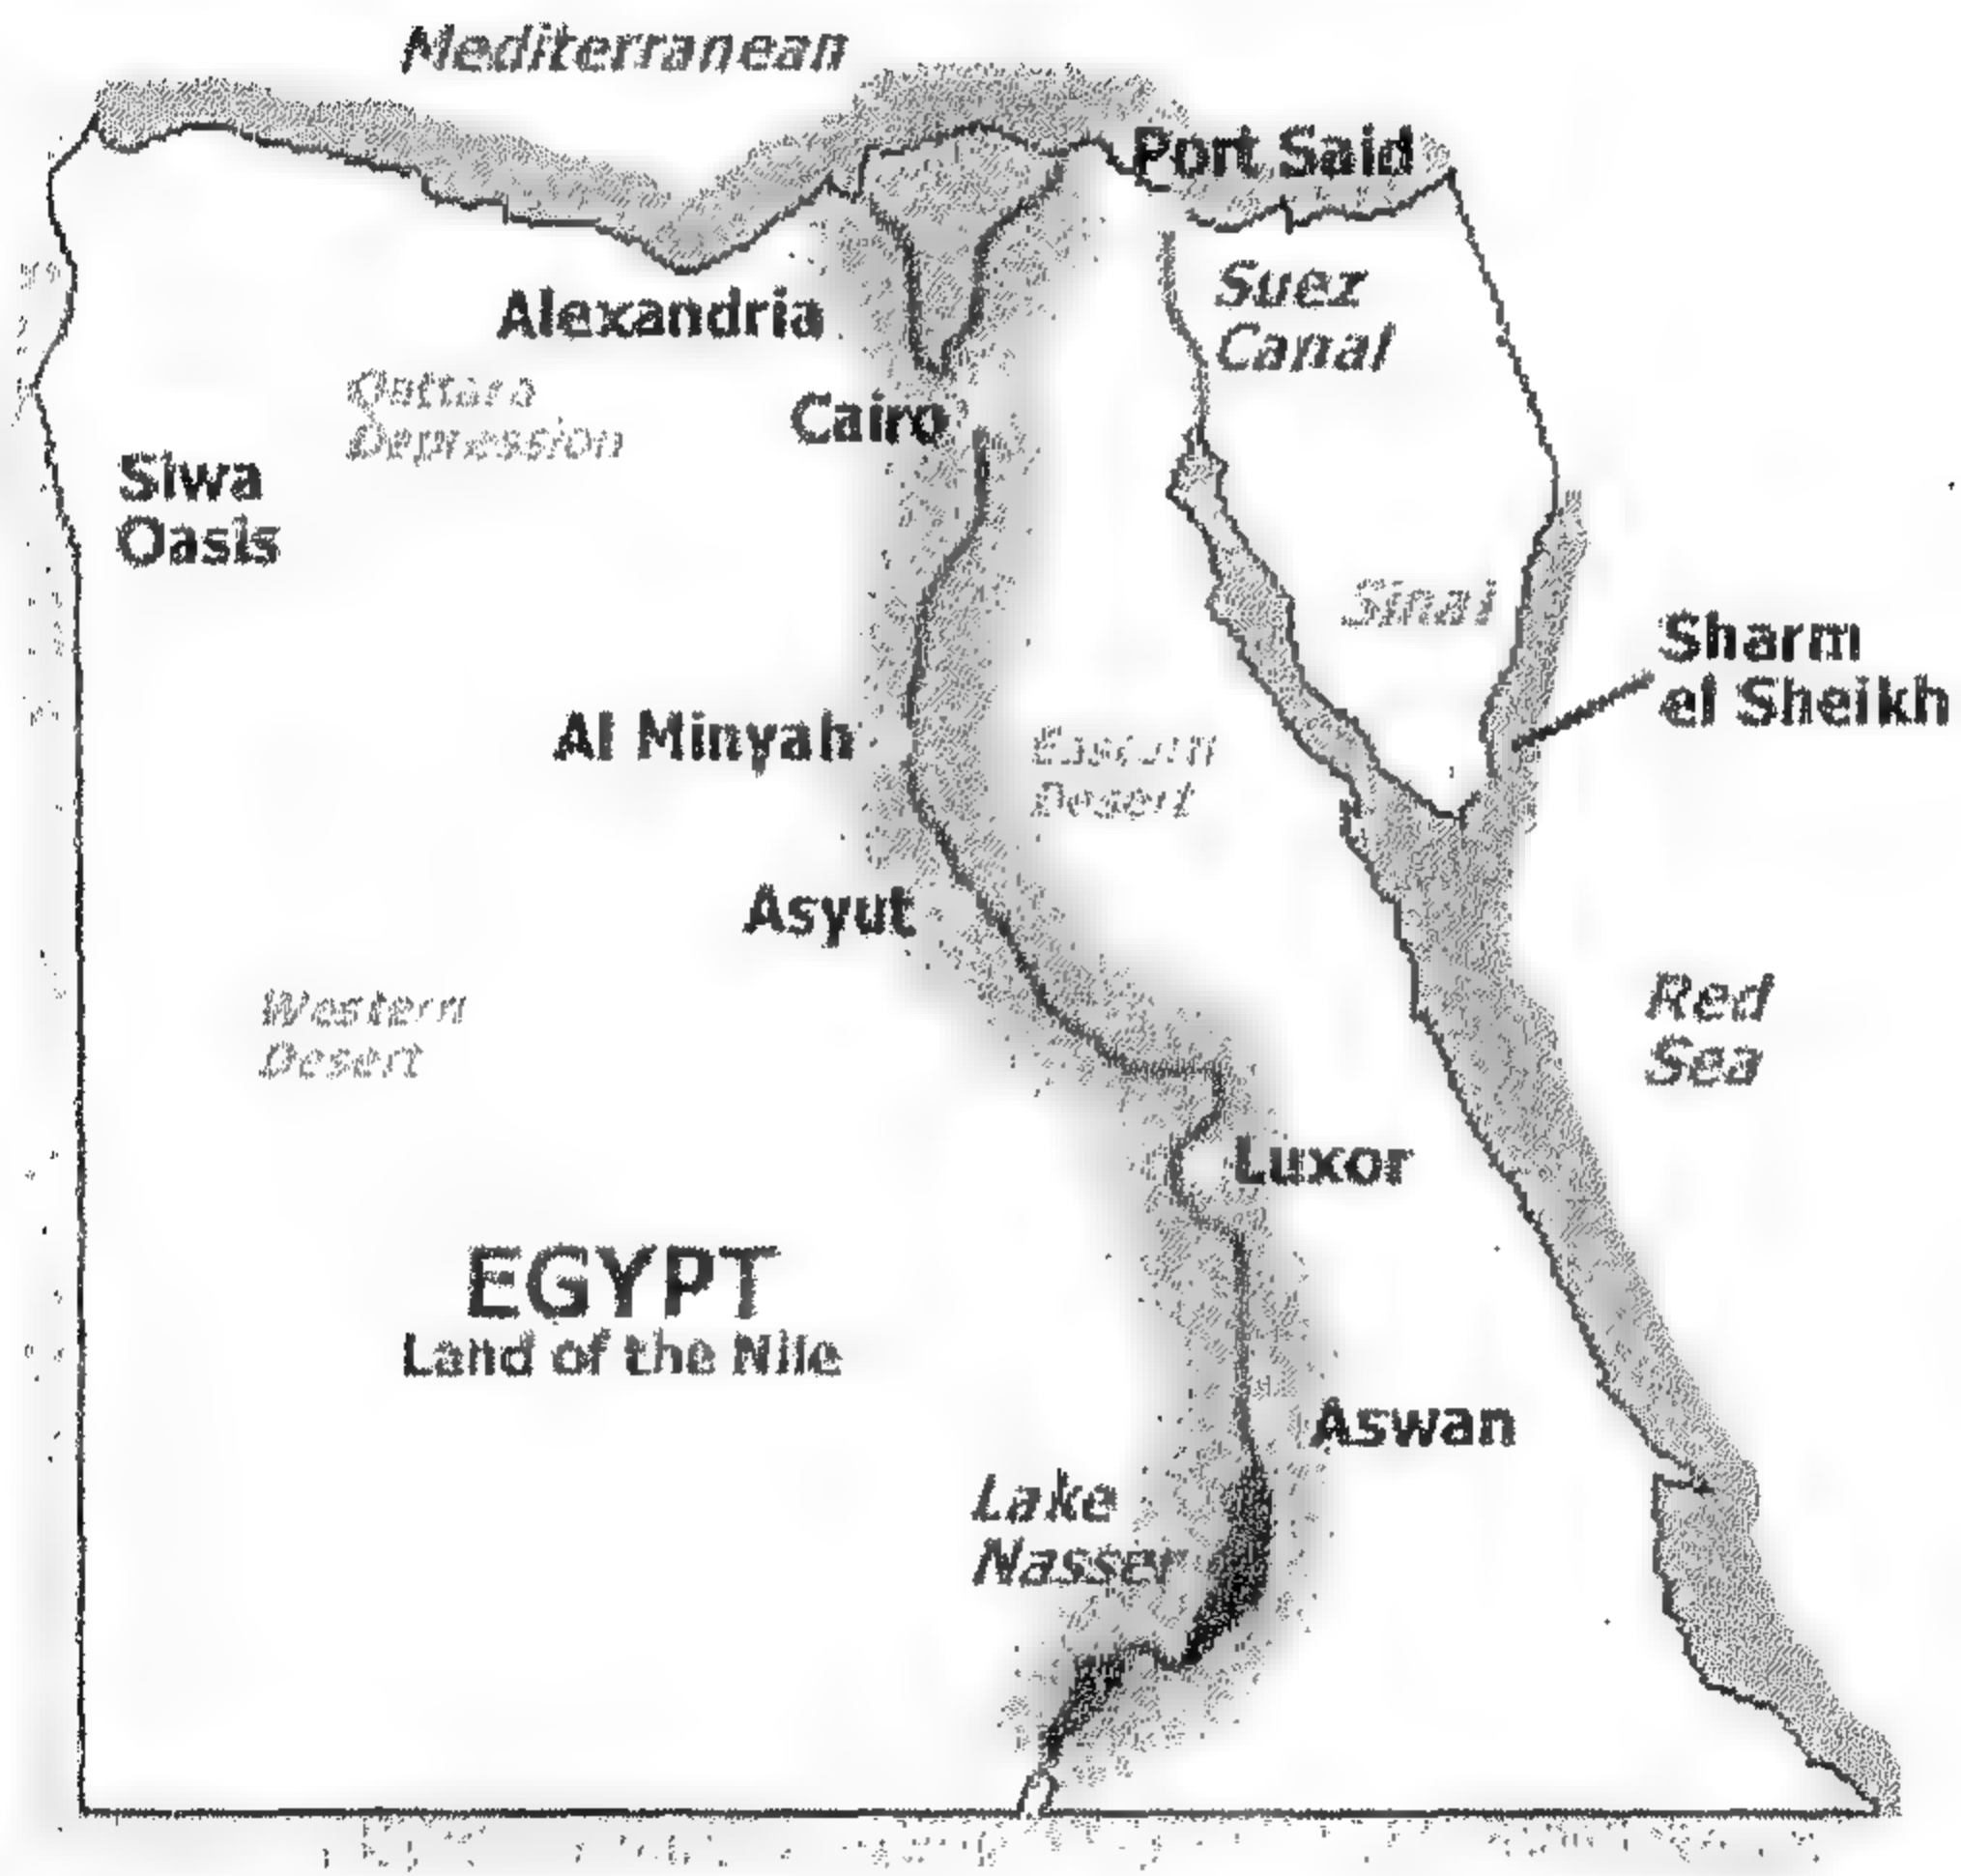 Mediterranean
Port Said
Suez
Canal
Alexandria
Qattara
Depression
Cairo
Siwa
Oasis
Sinai
Sharm
el Sheikh
Al Minyah
Eastern
Desert
Asyut
Western
Desert
Red
Sea
Luxor
EGYPT
Land of the Nile
Aswan
Lake
Nasser